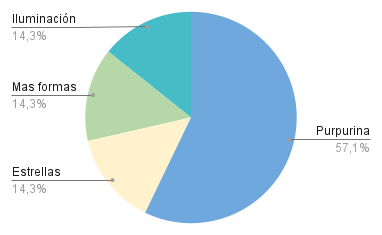 Iluminación
14,3%
Mas formas
14,3%
Estrellas
14,3%
Purpurina
57,1%